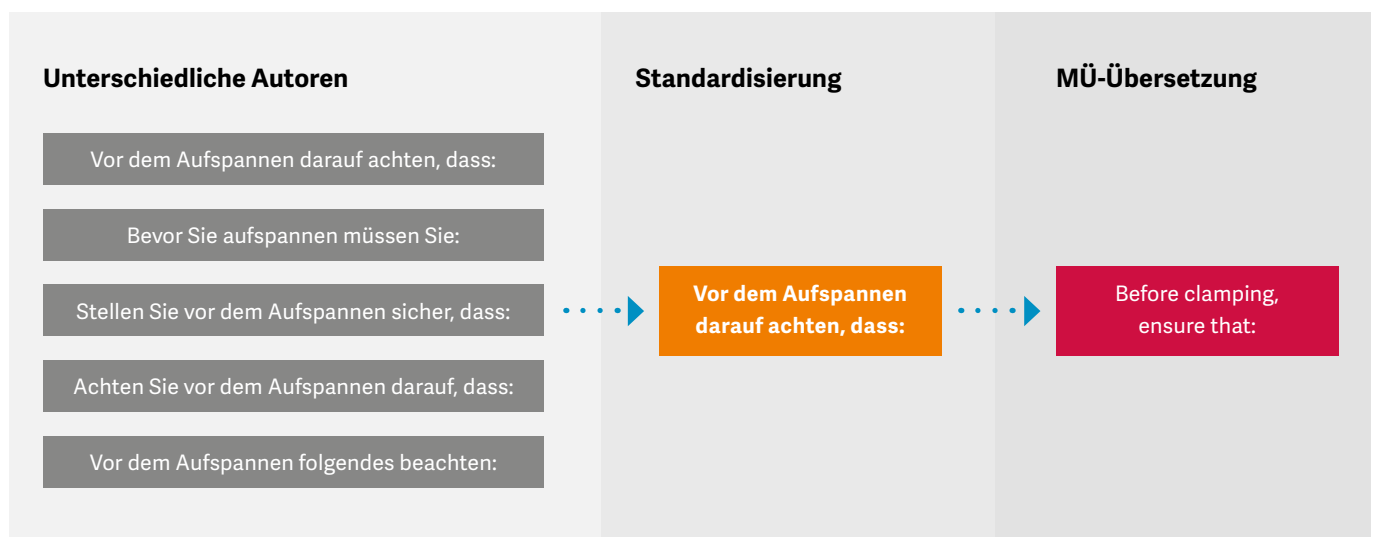 Unterschiedliche Autoren
Vor dem Aufspannen darauf achten, dass:
Bevor Sie aufspannen müssen Sie:
Stellen Sie vor dem Aufspannen sicher, dass:
Achten Sie vor dem Aufspannen darauf, dass:
Vor dem Aufspannen folgendes beachten:
Standardisierung
Vor dem Aufspannen
darauf achten, dass:
MÜ-Übersetzung
Before clamping,
ensure that: